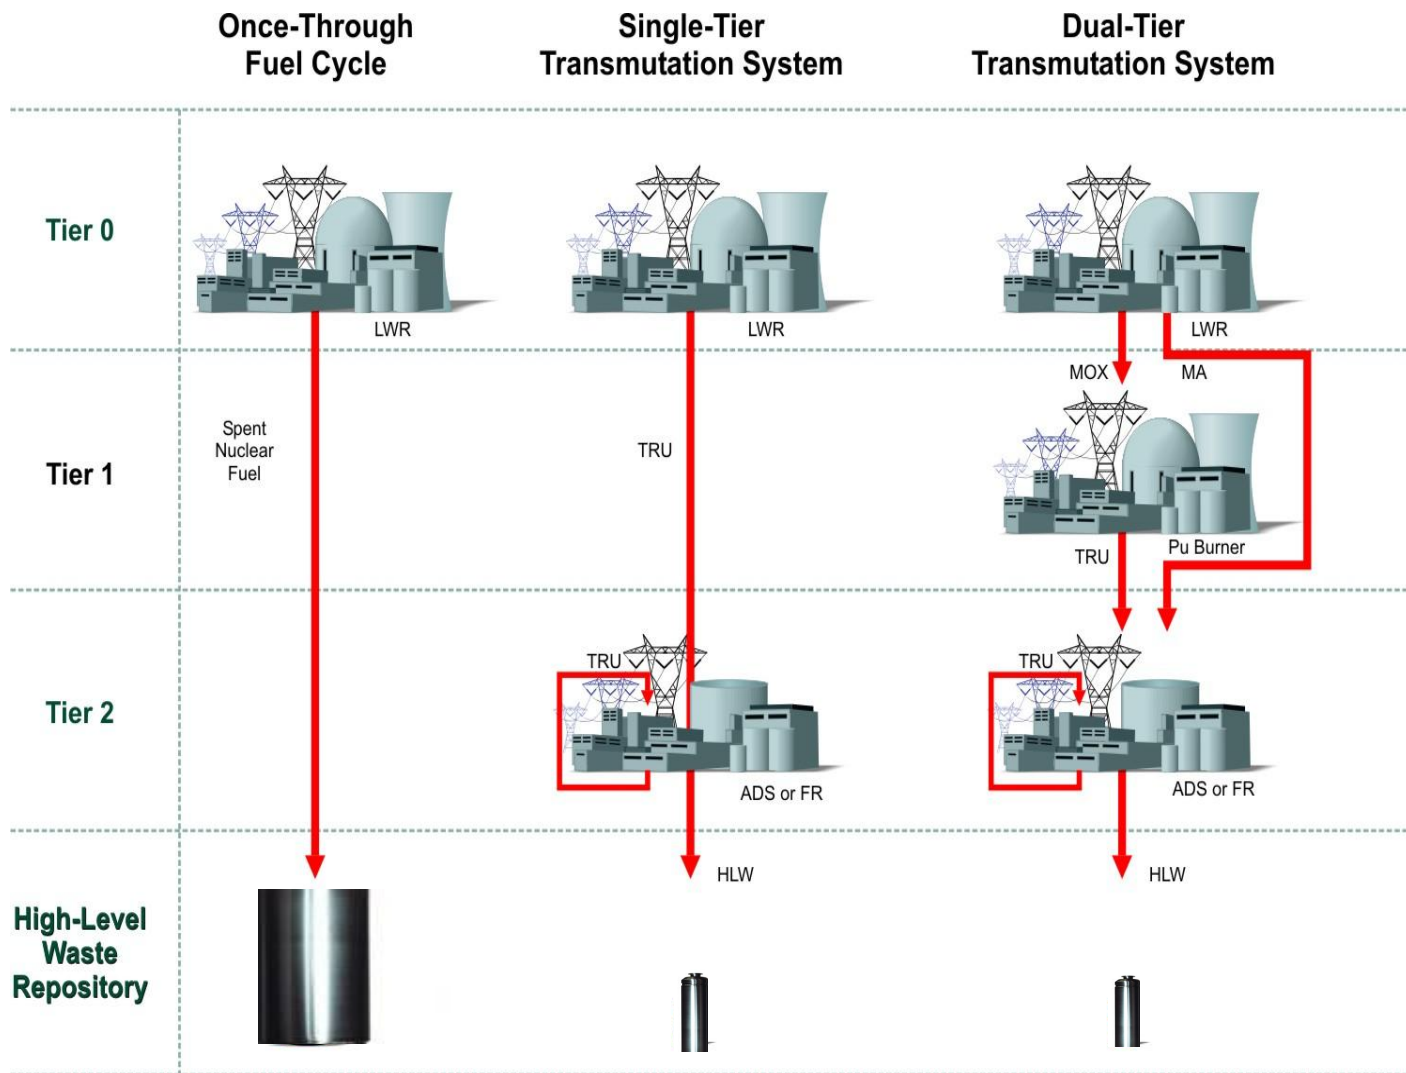 Once-Through
Fuel Cycle
Single-Tier
Transmutation System
Dual-Tier
Transmutation System
Tier 0
LWR
LWR
LWR
MOX
MA
Spent
Nuclear
Fuel
Tier 1
TRU
TRU
Pu Burner
Tier 2
TRU
ADS or FR
TRU
ADS or FR
HLW
HLW
High-Level
Waste
Repository